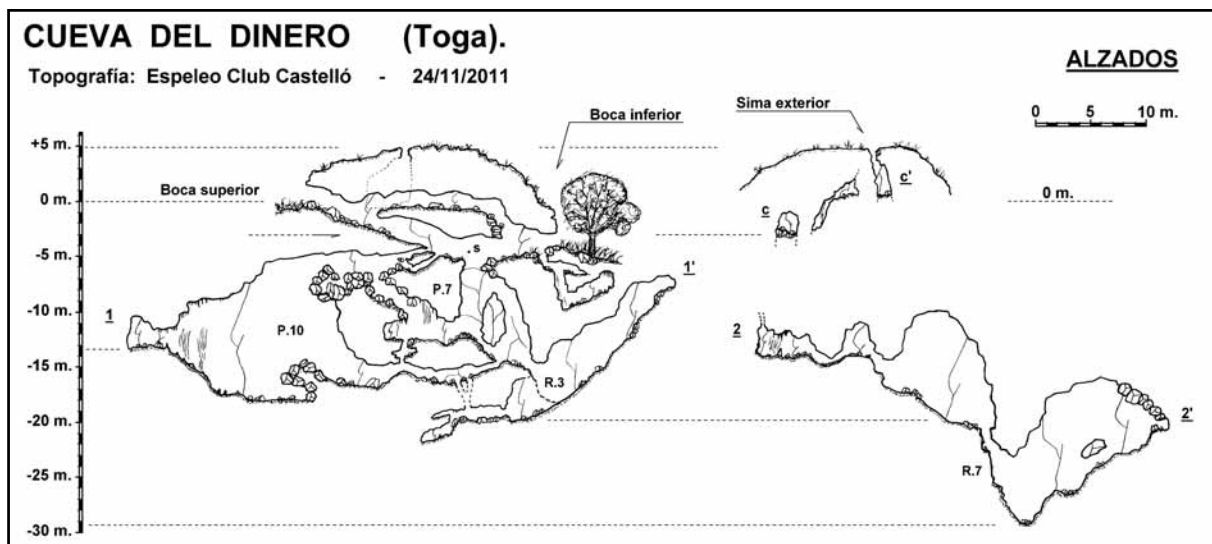 CUEVA DEL DINERO (Toga).
Topografía: Espeleo Club Castelló - 24/11/2011
ALZADOS
0 5 10 m.
Boca inferior
Sima exterior
Boca superior
+5 m.
0 m.
-5 m.
-10 m.
-15 m.
-20 m.
-25 m.
-30 m.
c'
c
0 m.
s
1'
P.7
1
P.10
R.3
2
2'
R.7